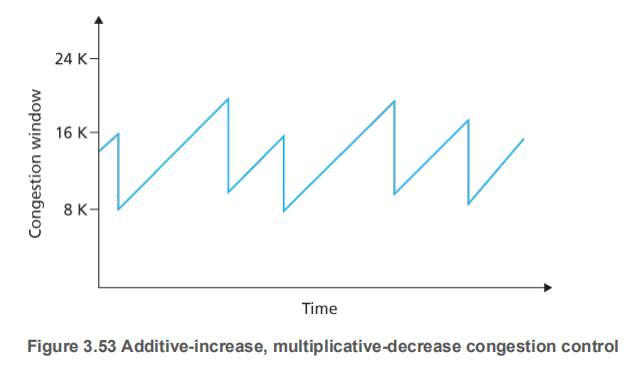 24 K
16 K
8 K
Congestion window
Time
Figure 3.53 Additive-increase, multiplicative-decrease congestion control